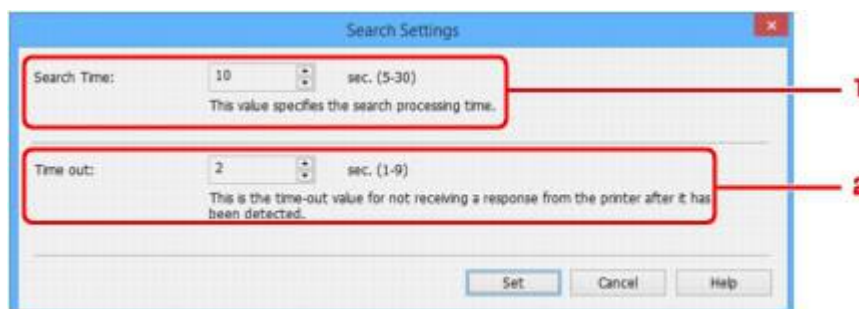 Search Settings
Search Time: 10 sec. (5-30)
This value specifies the search processing time.
1
Time out: 2 sec. (1-9)
This is the time-out value for not receiving a response from the printer after it has
been detected.
2
Set Cancel Help